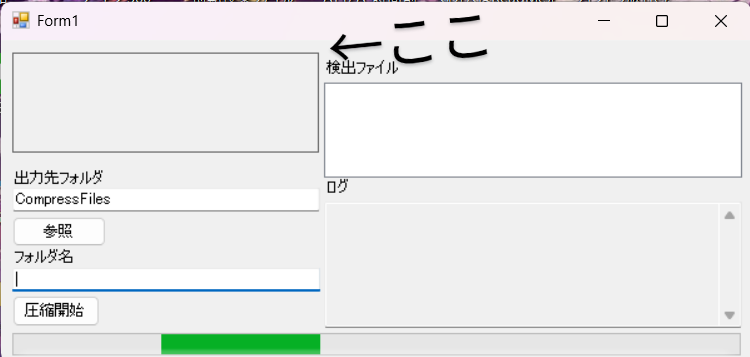 Form1
←ここ
検出ファイル
出力先フォルダ
CompressFiles
参照
フォルダ名
圧縮開始
ログ